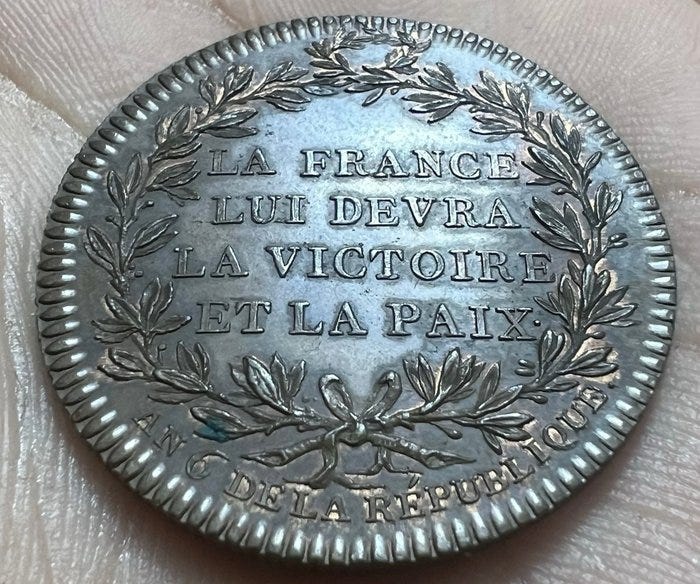 LA FRANCE
LUI DEVRA
LA VICTOIRE
ET LA PAIX.
AN 6 DE LA RÉPUBLIQUE.